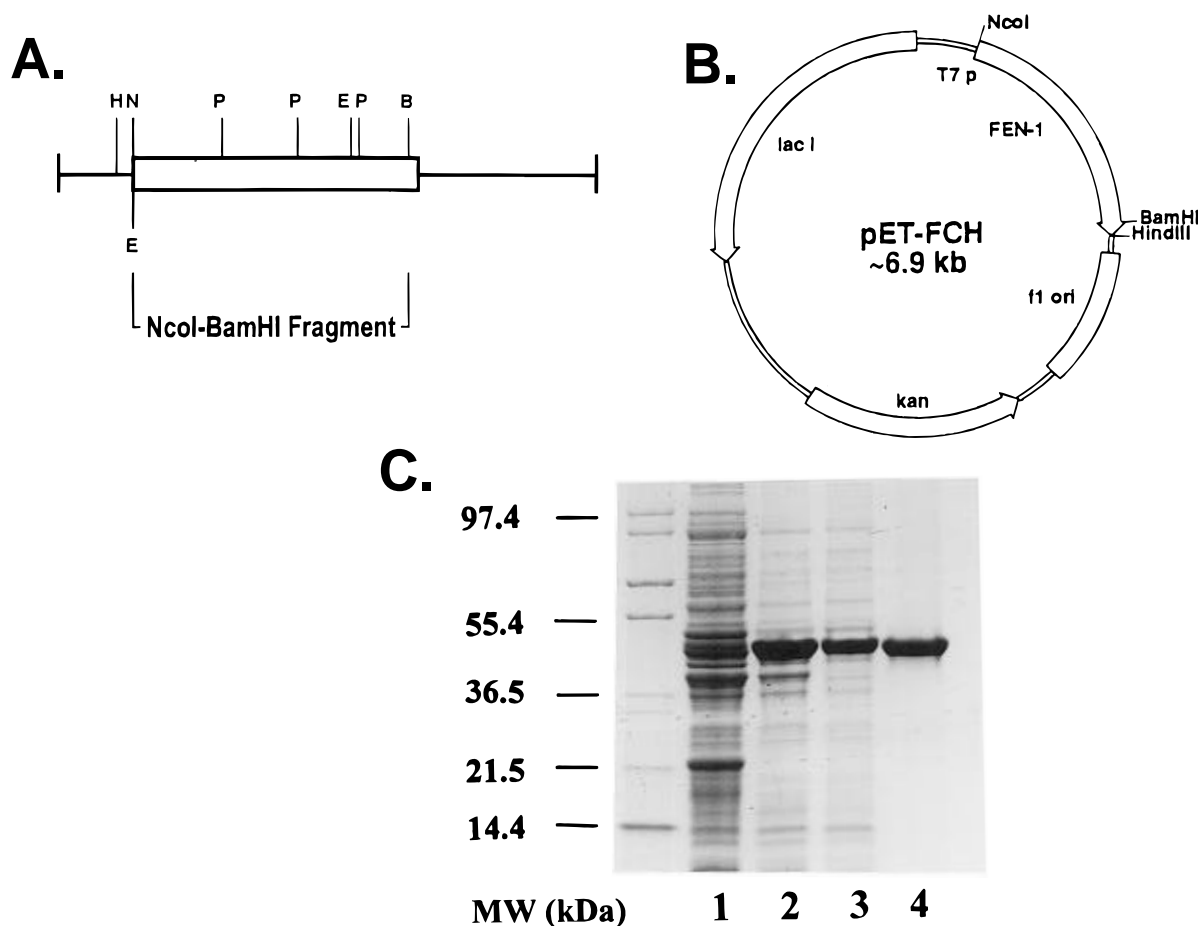 A.
H N P P E P B
E
NcoI-BamHI Fragment
B.
NcoI
T7 p
FEN-1
lac I
BamHI
HindIII
pET-FCH
~6.9 kb
f1 ori
kan
C.
97.4
55.4
36.5
21.5
14.4
MW (kDa) 1 2 3 4